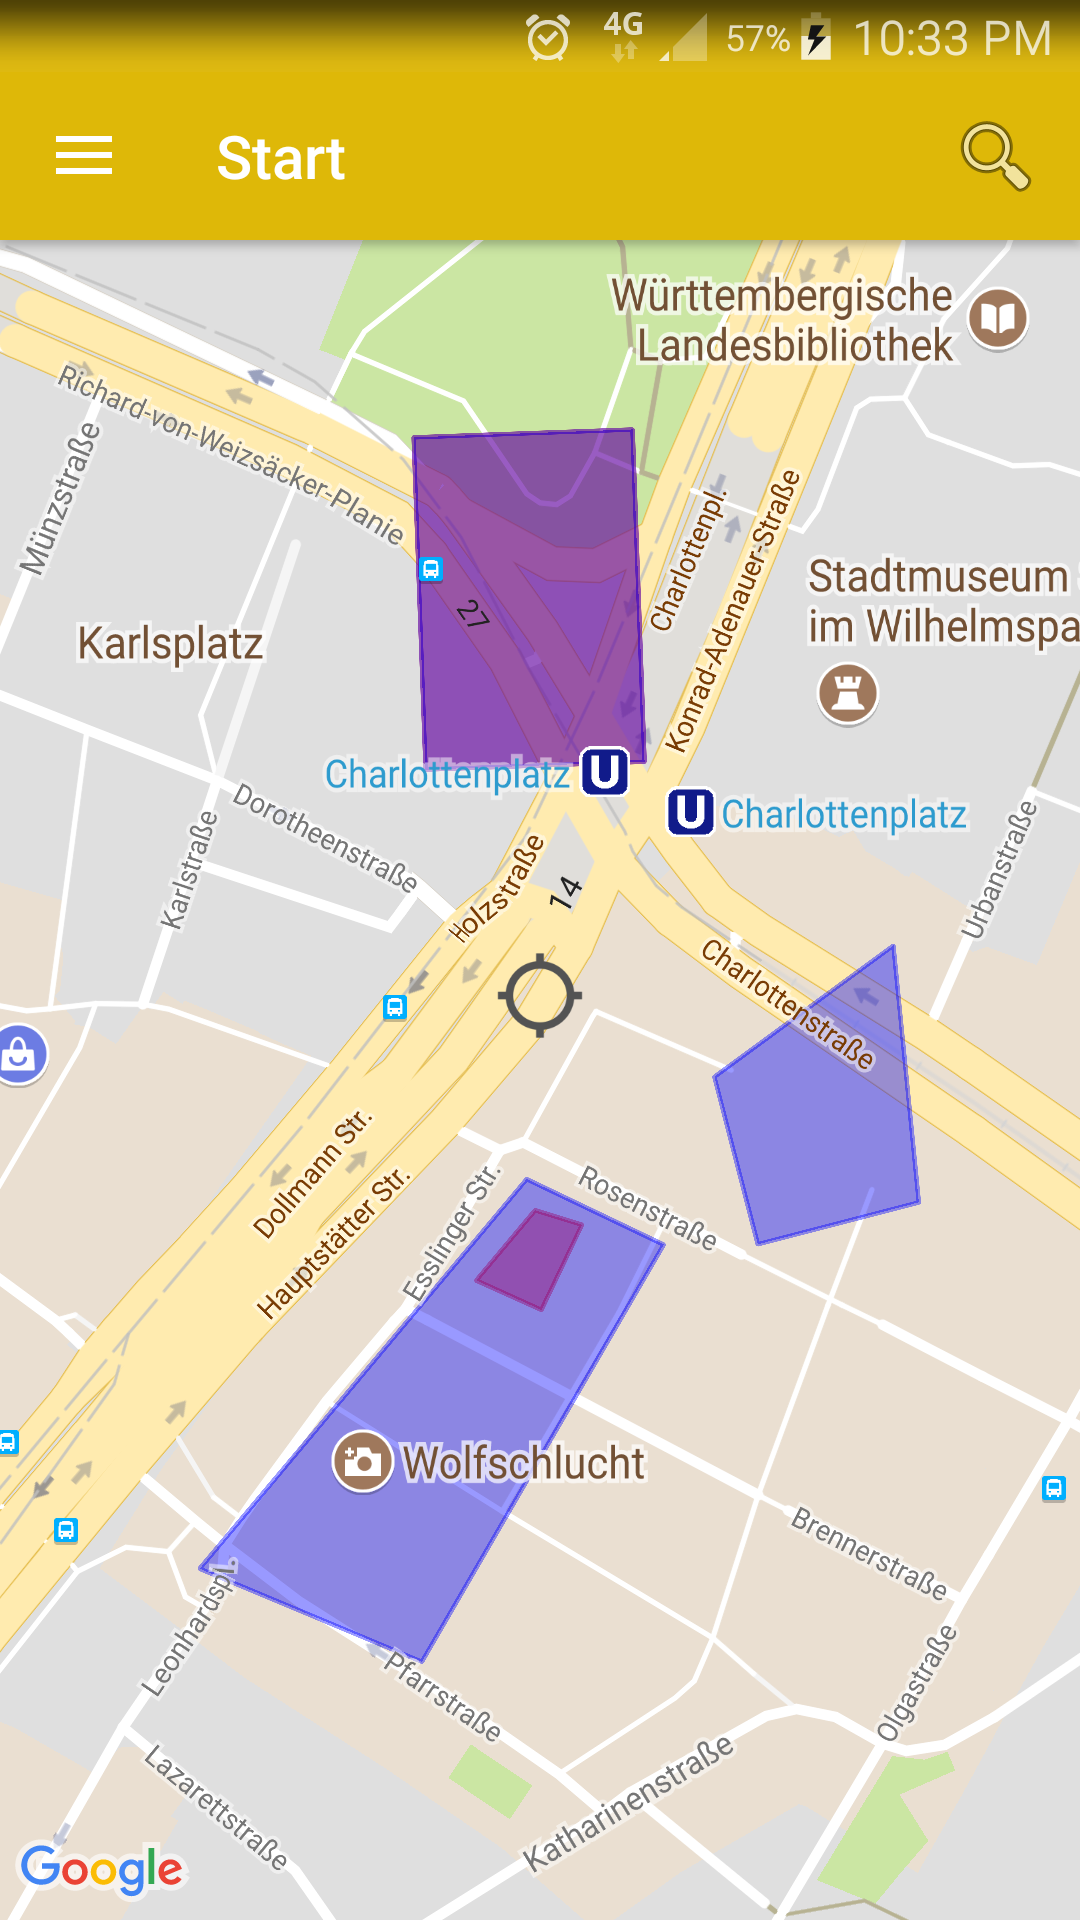 4G 57% 10:33 PM
Start
Württembergische
Landesbibliothek
Richard-von-Weizsäcker-Planie
Münzstraße
Charlottenpl.
Konrad-Adenauer-Straße
Stadtmuseum
im Wilhelmspa
27
Karlsplatz
Charlottenplatz
U
U
Charlottenplatz
Dorotheenstraße
Karlstraße
Holzstraße
14
Urbanstraße
Charlottenstraße
Dollmann Str.
Hauptstätter Str.
Esslinger Str.
Rosenstraße
Wolfschlucht
Brennerstraße
Leonhardspl.
Pfarrstraße
Olgastraße
Lazarettstraße
Katharinenstraße
Google